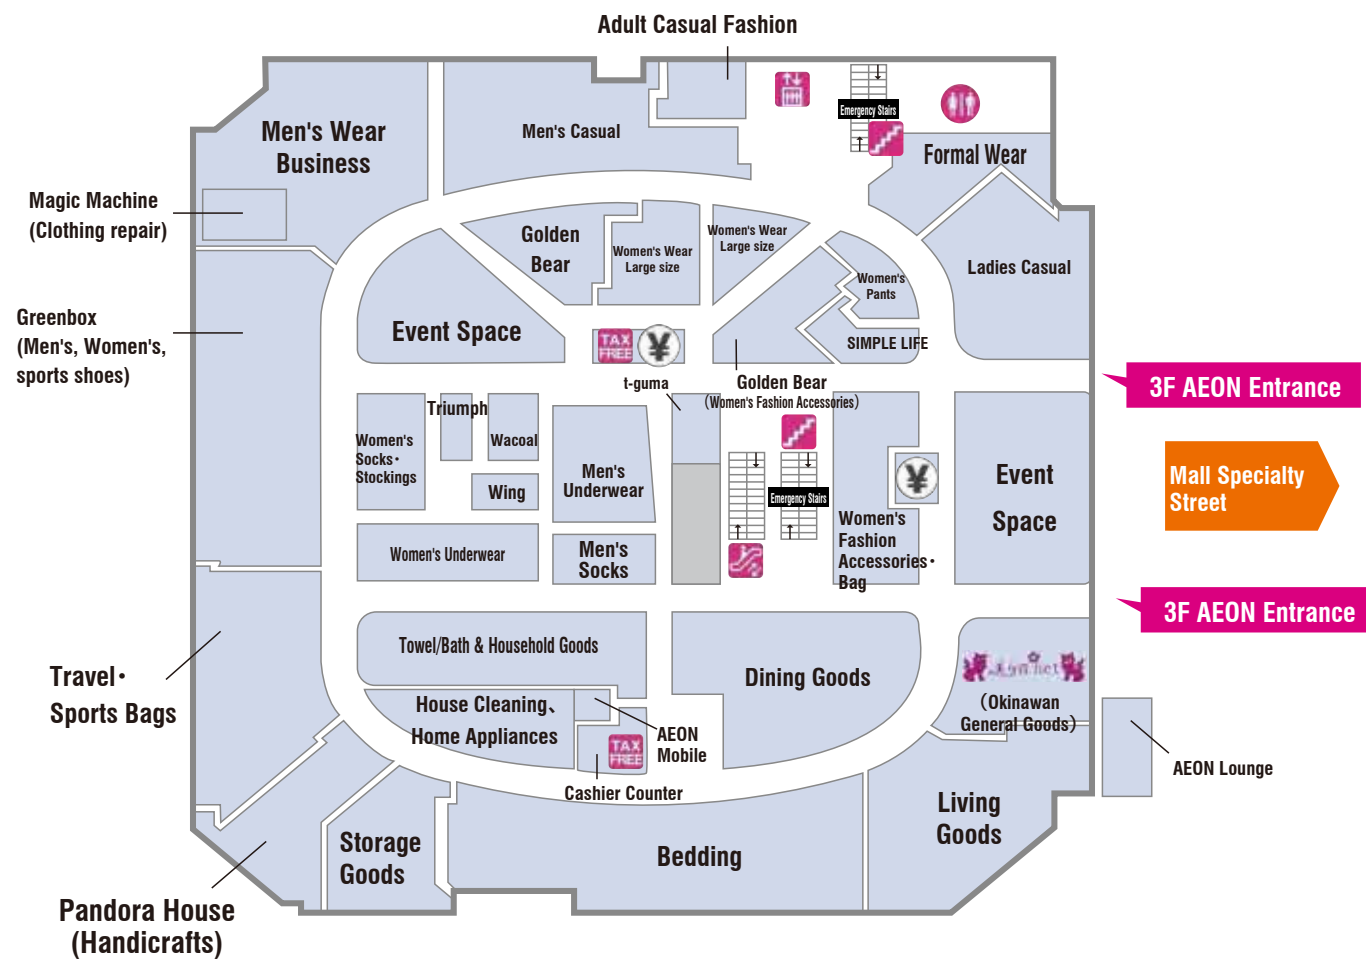 Adult Casual Fashion
Men's Wear
Business
Men's Casual
Emergency Stairs
Formal Wear
Magic Machine
(Clothing repair)
Golden
Bear
Women's Wear
Large size
Women's Wear
Large size
Women's
Pants
Ladies Casual
Greenbox
(Men's, Women's,
sports shoes)
Event Space
TAX
FREE
¥
SIMPLE LIFE
t-guma
Golden Bear
(Women's Fashion Accessories)
3F AEON Entrance
Triumph
Wacoal
Women's
Socks・
Stockings
Wing
Men's
Underwear
Emergency Stairs
¥
Event
Space
Mall Specialty
Street
Women's
Fashion
Accessories・
Bag
Women's Underwear
Men's
Socks
3F AEON Entrance
Towel/Bath & Household Goods
Dining Goods
(Okinawan
General Goods)
Travel・
Sports Bags
House Cleaning、
Home Appliances
TAX
FREE
AEON
Mobile
AEON Lounge
Cashier Counter
Living
Goods
Storage
Goods
Bedding
Pandora House
(Handicrafts)